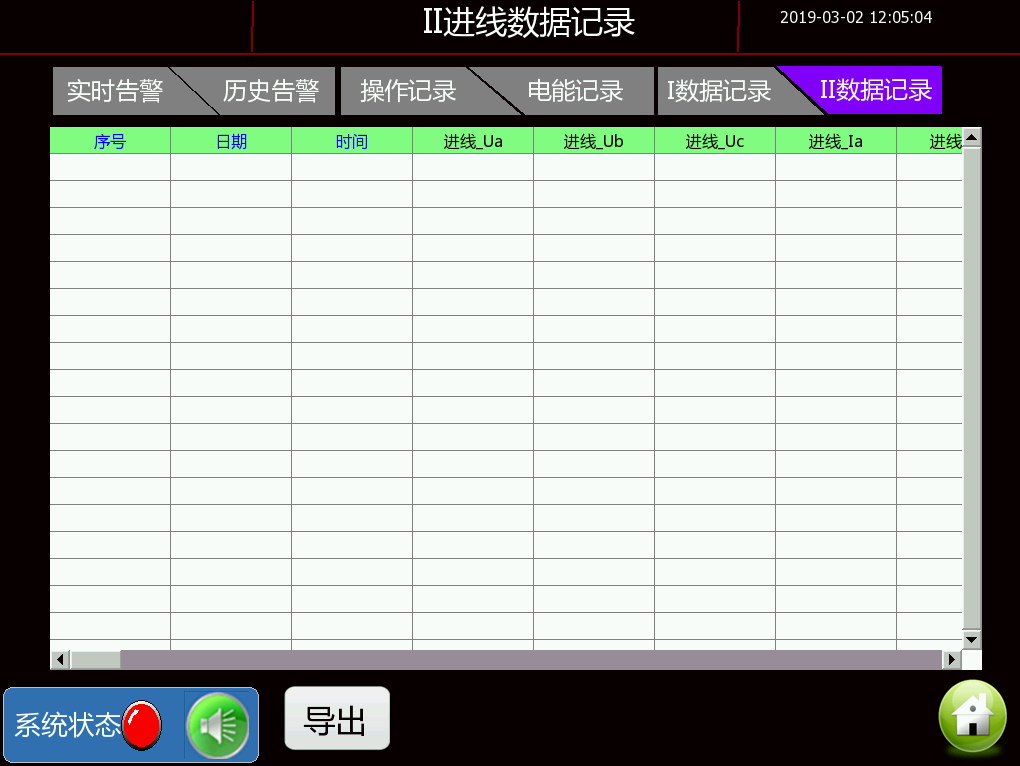 II进线数据记录
2019-03-02 12:05:04
实时告警 历史告警 操作记录 电能记录 I数据记录 II数据记录
序号 日期 时间 进线_Ua 进线_Ub 进线_Uc 进线_Ia 进线
系统状态
导出